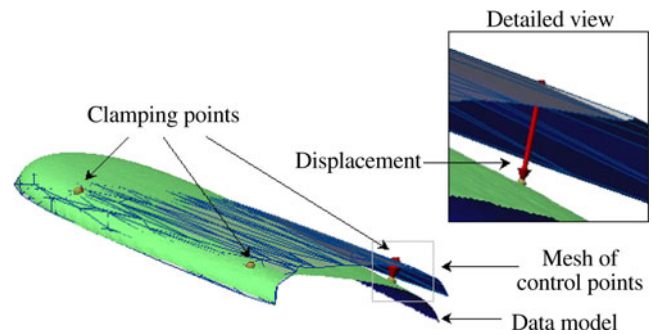 Detailed view
Clamping points
Displacement
Mesh of
control points
Data model